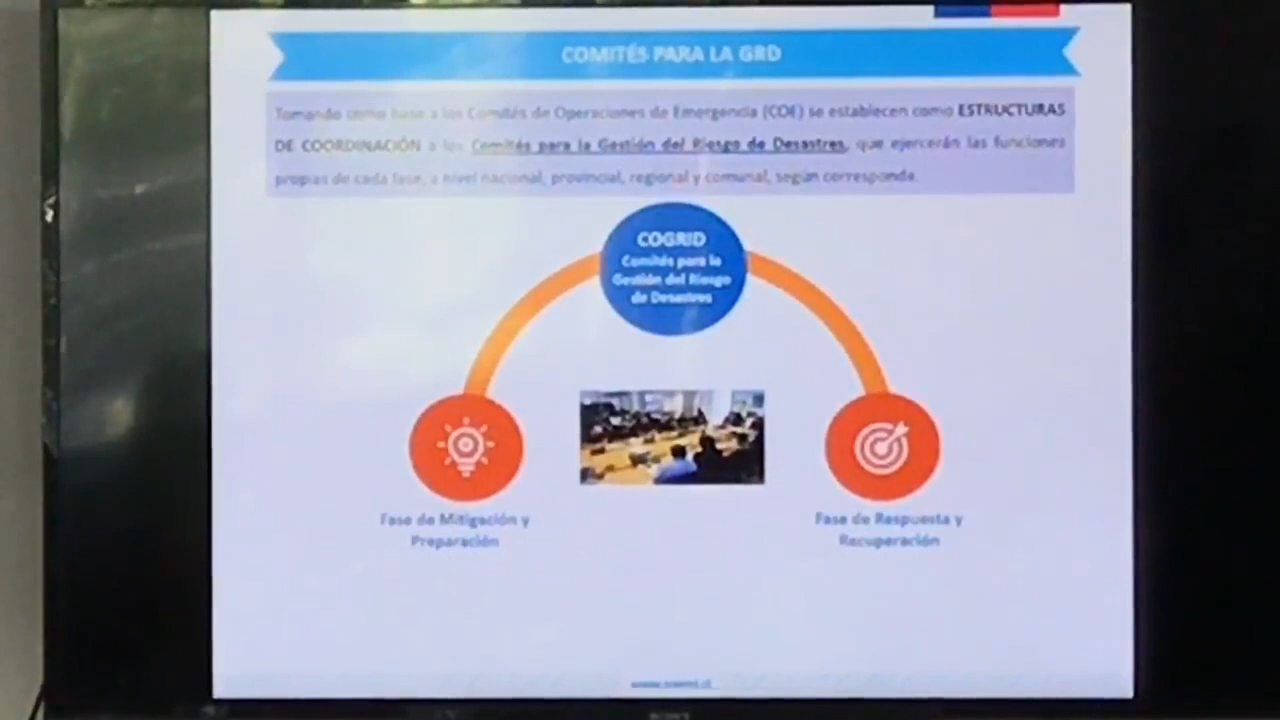 COMITÉS PARA LA GRD
Tomando como base a los Comités de Operaciones de Emergencia (COE) se establecen como ESTRUCTURAS
DE COORDINACIÓN a los Comités para la Gestión del Riesgo de Desastres, que ejercerán las funciones
propias de cada fase, a nivel nacional, provincial, regional y comunal, según corresponda.
COGRID
Comités para la
Gestión del Riesgo
de Desastres
Fase de Mitigación y
Preparación
Fase de Respuesta y
Recuperación